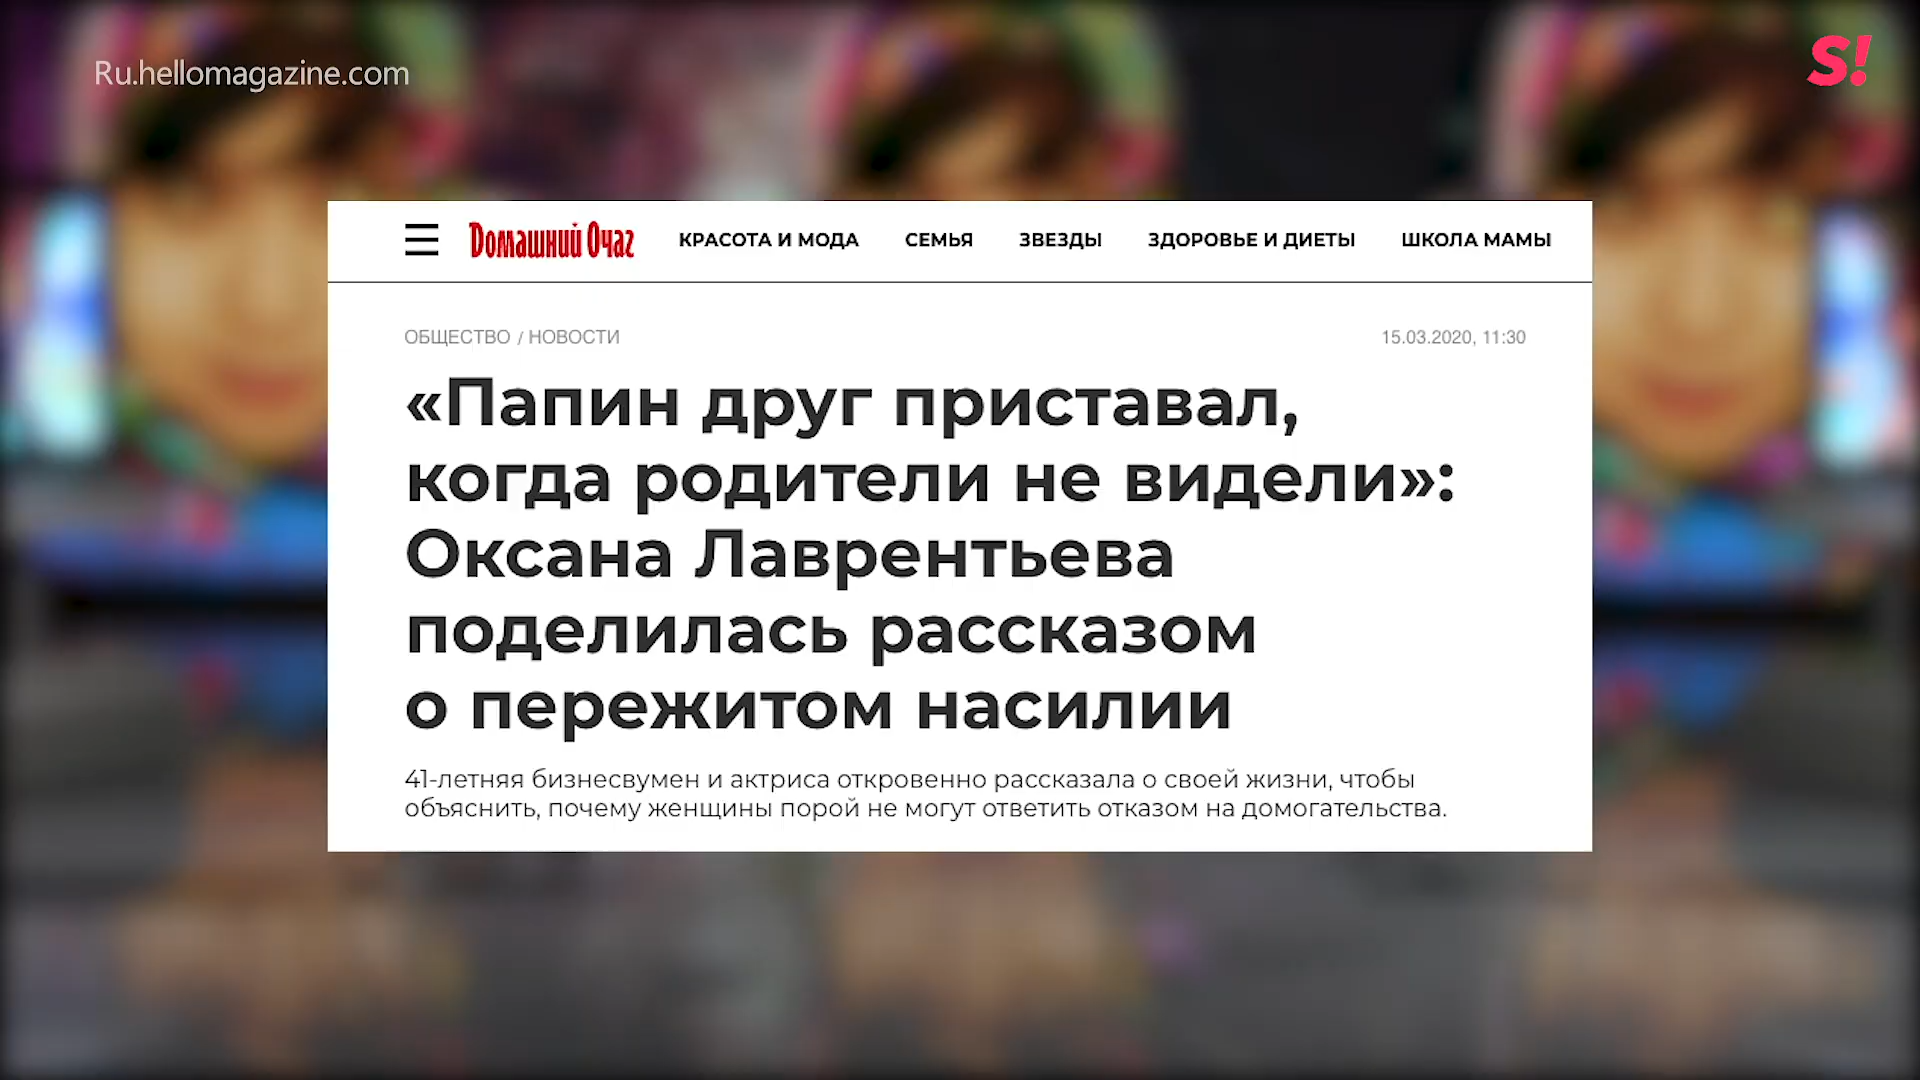 Ru.hellomagazine.com
S!
Домашний Очаг КРАСОТА И МОДА СЕМЬЯ ЗВЕЗДЫ ЗДОРОВЬЕ И ДИЕТЫ ШКОЛА МАМЫ
ОБЩЕСТВО / НОВОСТИ 15.03.2020, 11:30
«Папин друг приставал,
когда родители не видели»:
Оксана Лаврентьева
поделилась рассказом
о пережитом насилии
41-летняя бизнесвумен и актриса откровенно рассказала о своей жизни, чтобы
объяснить, почему женщины порой не могут ответить отказом на домогательства.